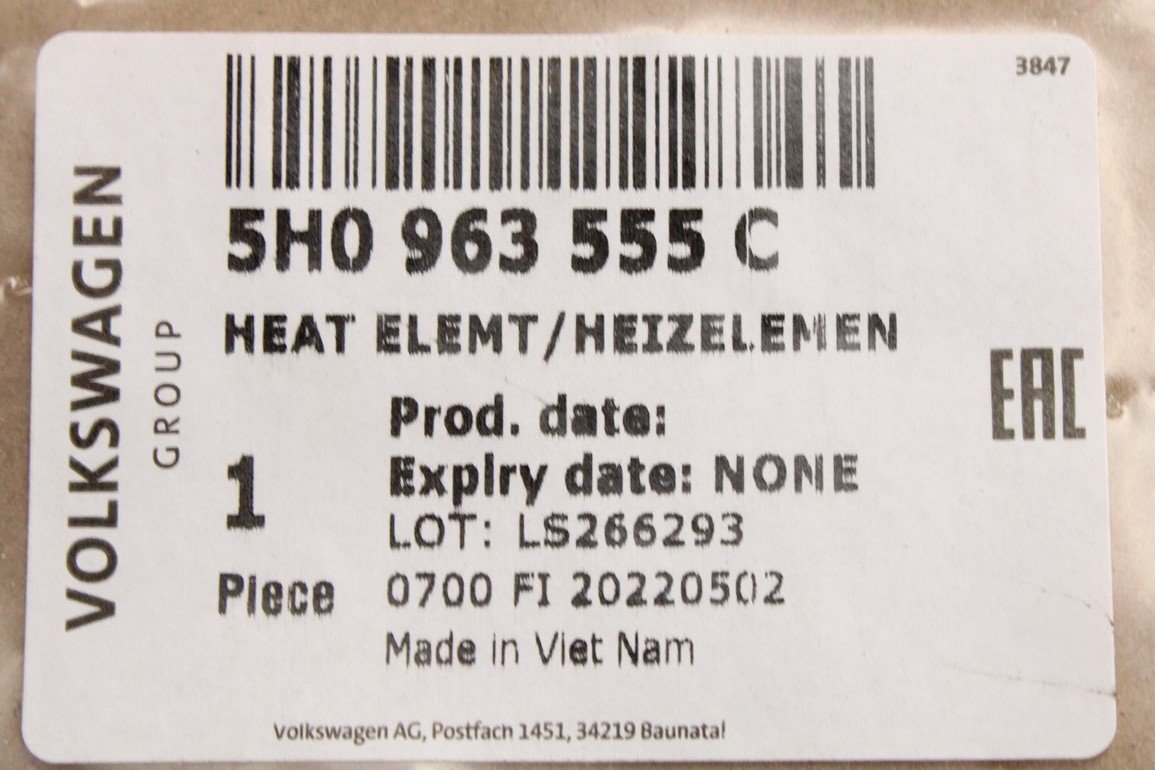 3847
VOLKSWAGEN
GROUP
5H0 963 555 C
HEAT ELEMT/HEIZELEMEN
Prod. date:
Expiry date: NONE
1
LOT: LS266293
Piece
0700 FI 20220502
Made in Viet Nam
EAC
Volkswagen AG, Postfach 1451, 34219 Baunatal